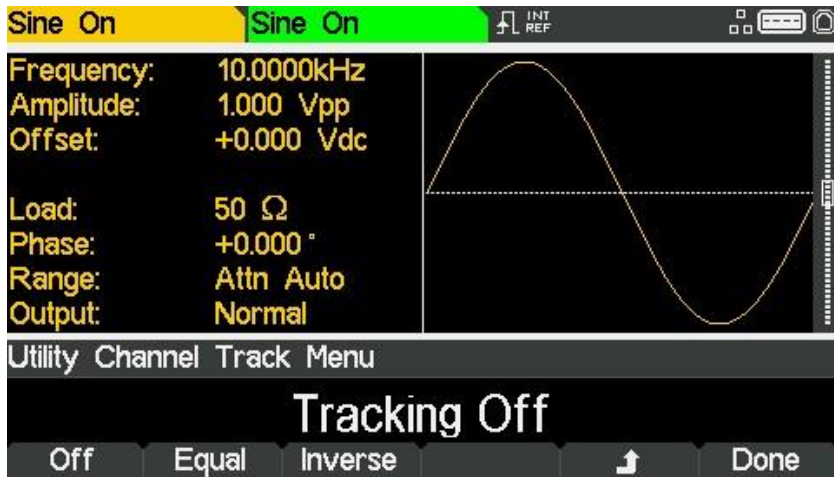 Sine On Sine On INT
REF
Frequency: 10.0000kHz
Amplitude: 1.000 Vpp
Offset: +0.000 Vdc
Load: 50 Ω
Phase: +0.000°
Range: Attn Auto
Output: Normal
Utility Channel Track Menu
Tracking Off
Off Equal Inverse Done